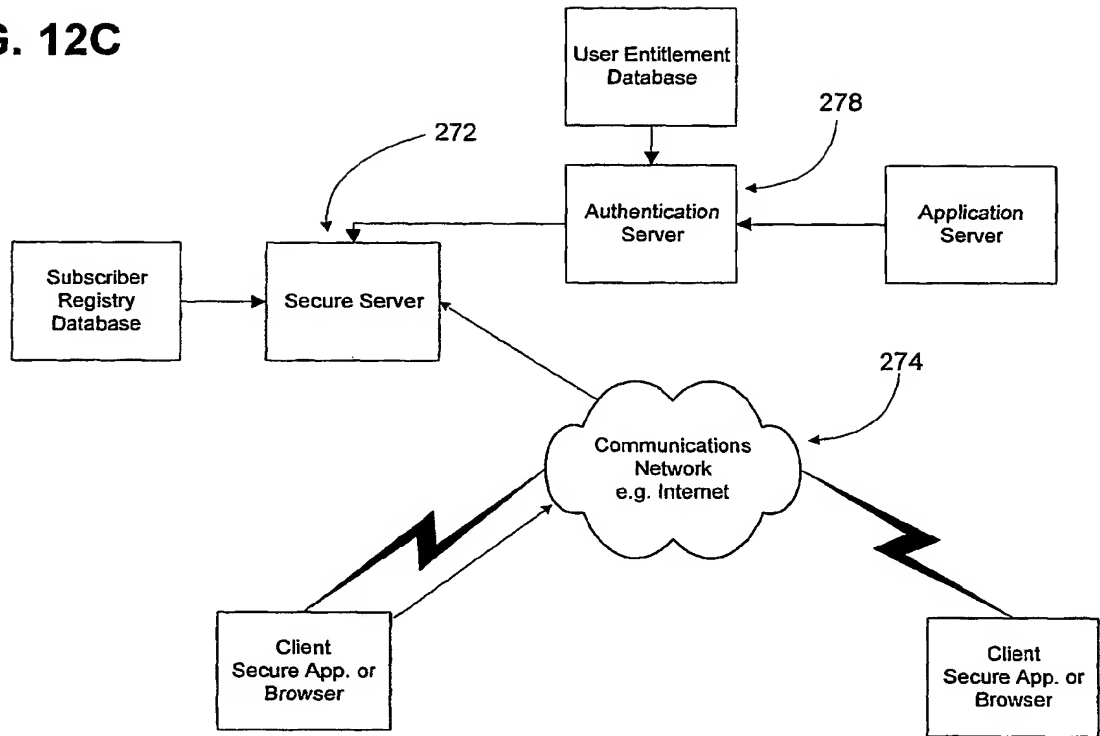 G. 12C
User Entitlement
Database
278
272
Authentication
Server
Application
Server
Subscriber
Registry
Database
Secure Server
274
Communications
Network
e.g. Internet
Client
Secure App. or
Browser
Client
Secure App. or
Browser